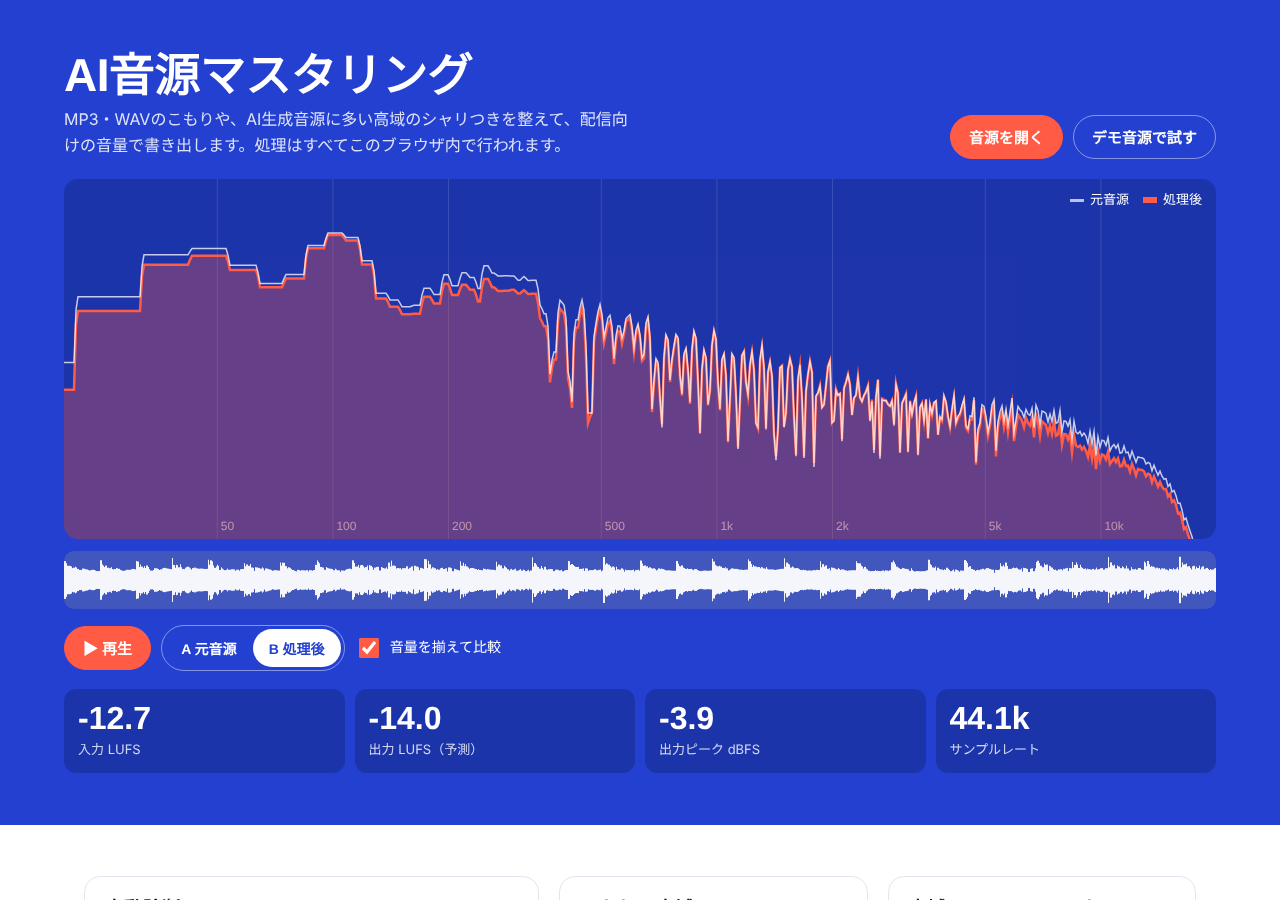 AI音源マスタリング
MP3・WAVのこもりや、AI生成音源に多い高域のシャリつきを整えて、配信向
けの音量で書き出します。処理はすべてこのブラウザ内で行われます。
音源を開く
デモ音源で試す
元音源
処理後
50
100
200
500
1k
2k
5k
10k
▶ 再生
A 元音源
B 処理後
音量を揃えて比較
-12.7
入力 LUFS
-14.0
出力 LUFS（予測）
-3.9
出力ピーク dBFS
44.1k
サンプルレート